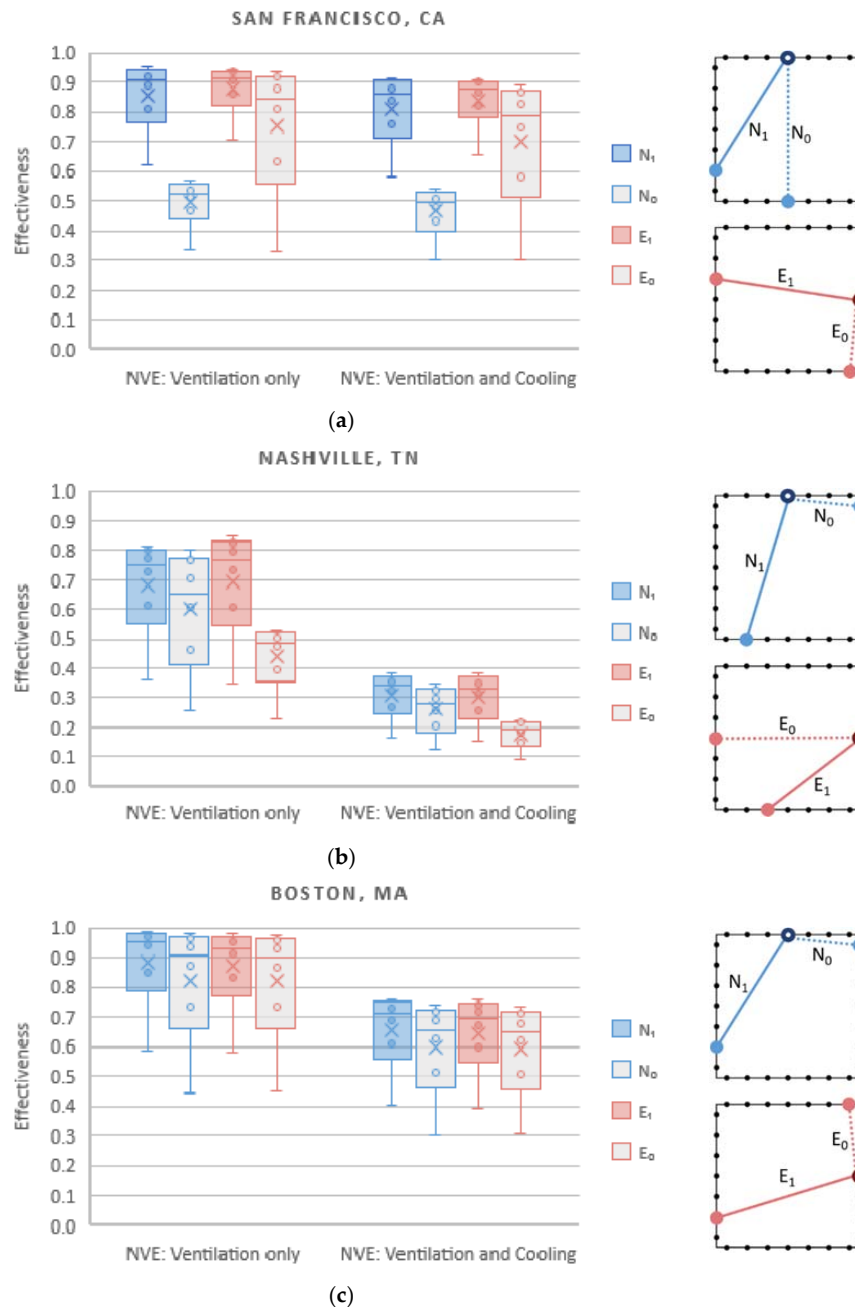 SAN FRANCISCO, CA
1.0
0.9
0.8
0.7
0.6
0.5
0.4
0.3
0.2
0.1
0.0
Effectiveness
NVE: Ventilation only
NVE: Ventilation and Cooling
N₁
N₀
E₁
E₀
N₁
N₀
E₁
E₀
(a)
NASHVILLE, TN
1.0
0.9
0.8
0.7
0.6
0.5
0.4
0.3
0.2
0.1
0.0
Effectiveness
NVE: Ventilation only
NVE: Ventilation and Cooling
N₁
N₈
E₁
E₀
N₀
N₁
E₀
E₁
(b)
BOSTON, MA
1.0
0.9
0.8
0.7
0.6
0.5
0.4
0.3
0.2
0.1
0.0
Effectiveness
NVE: Ventilation only
NVE: Ventilation and Cooling
N₁
N₀
E₁
E₀
N₀
N₁
E₀
E₁
(c)